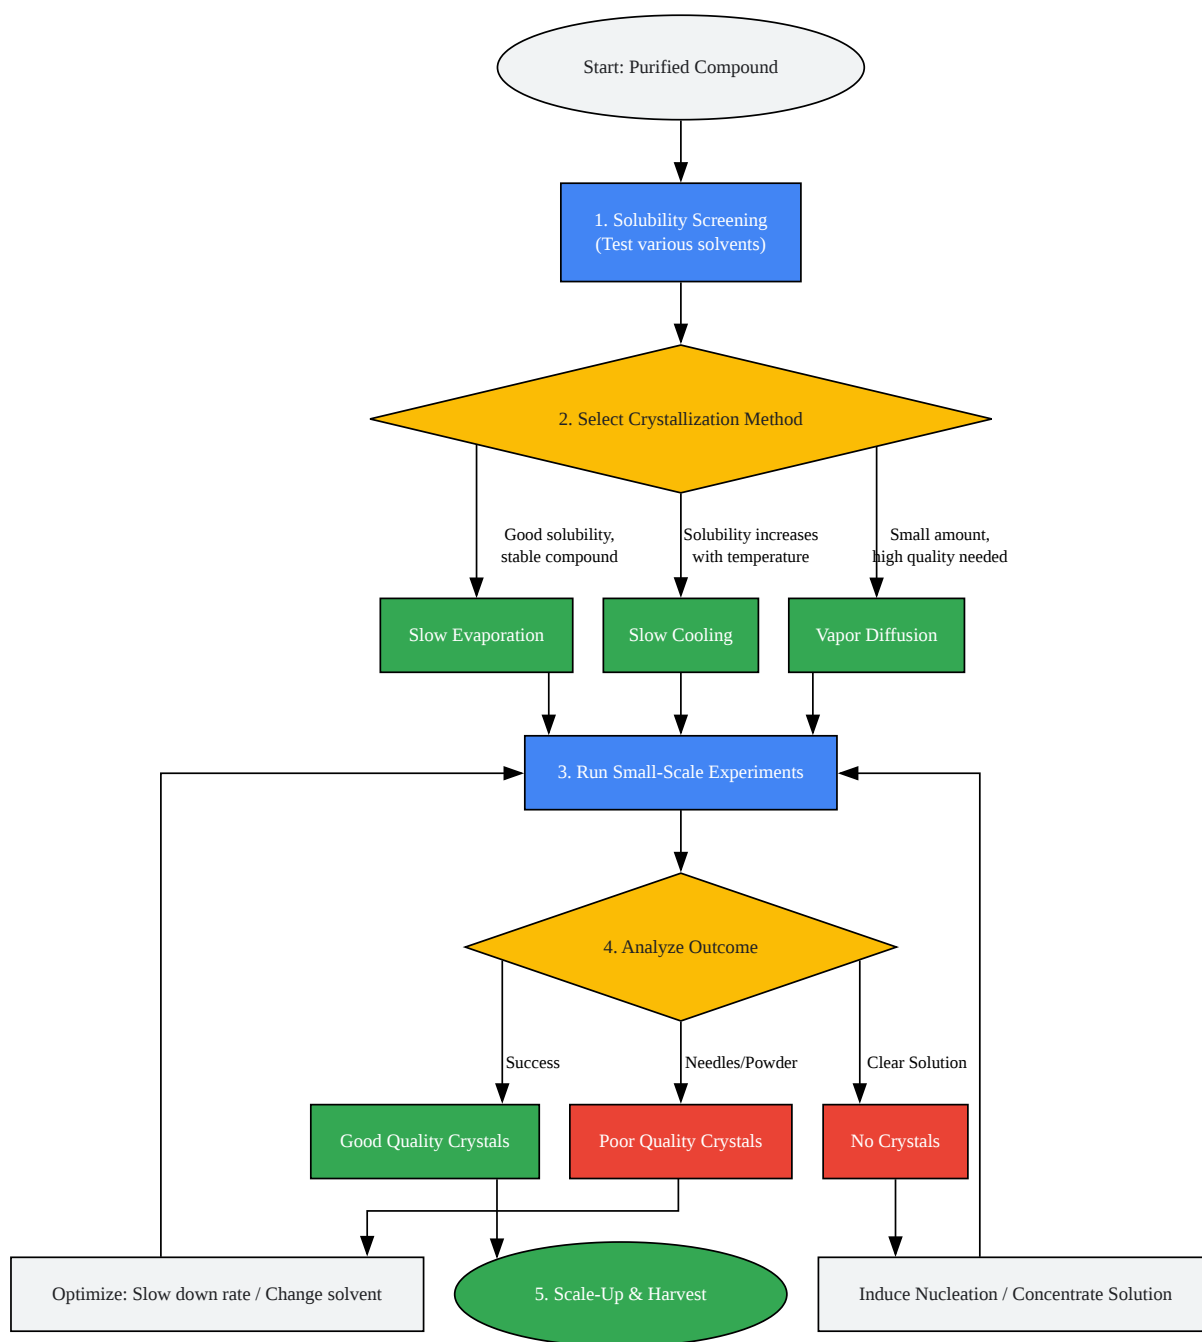 Start: Purified Compound
1. Solubility Screening
(Test various solvents)
2. Select Crystallization Method
Good solubility,
stable compound
Solubility increases
with temperature
Small amount,
high quality needed
Slow Evaporation
Slow Cooling
Vapor Diffusion
3. Run Small-Scale Experiments
4. Analyze Outcome
Success
Needles/Powder
Clear Solution
Good Quality Crystals
Poor Quality Crystals
No Crystals
Optimize: Slow down rate / Change solvent
5. Scale-Up & Harvest
Induce Nucleation / Concentrate Solution